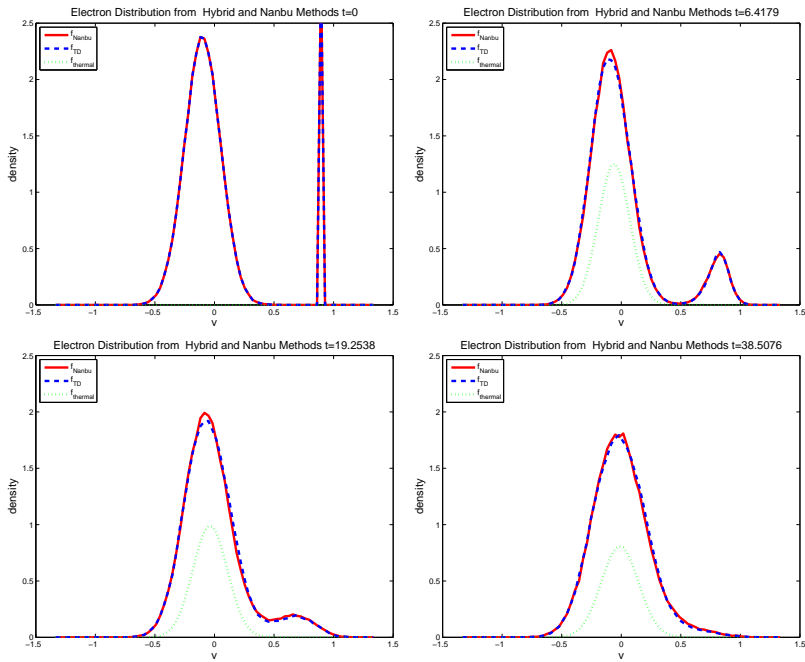 Electron Distribution from Hybrid and Nanbu Methods t=0
2.5
2
1.5
1
0.5
0
density
f_Nanbu
f_TD
f_thermal
−1.5 −1 −0.5 0 0.5 1 1.5
v
Electron Distribution from Hybrid and Nanbu Methods t=6.4179
2.5
2
1.5
1
0.5
0
density
f_Nanbu
f_TD
f_thermal
−1.5 −1 −0.5 0 0.5 1 1.5
v
Electron Distribution from Hybrid and Nanbu Methods t=19.2538
2.5
2
1.5
1
0.5
0
density
f_Nanbu
f_TD
f_thermal
−1.5 −1 −0.5 0 0.5 1 1.5
v
Electron Distribution from Hybrid and Nanbu Methods t=38.5076
2.5
2
1.5
1
0.5
0
density
f_Nanbu
f_TD
f_thermal
−1.5 −1 −0.5 0 0.5 1 1.5
v